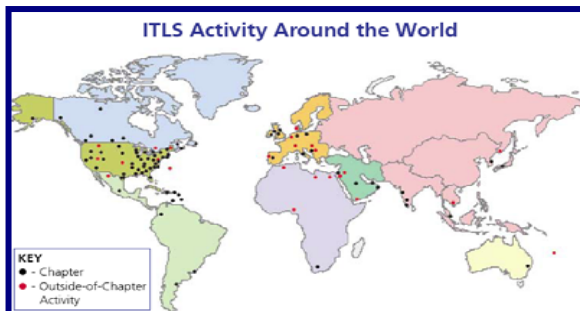 ITLS Activity Around the World
KEY
● - Chapter
● - Outside-of-Chapter
Activity